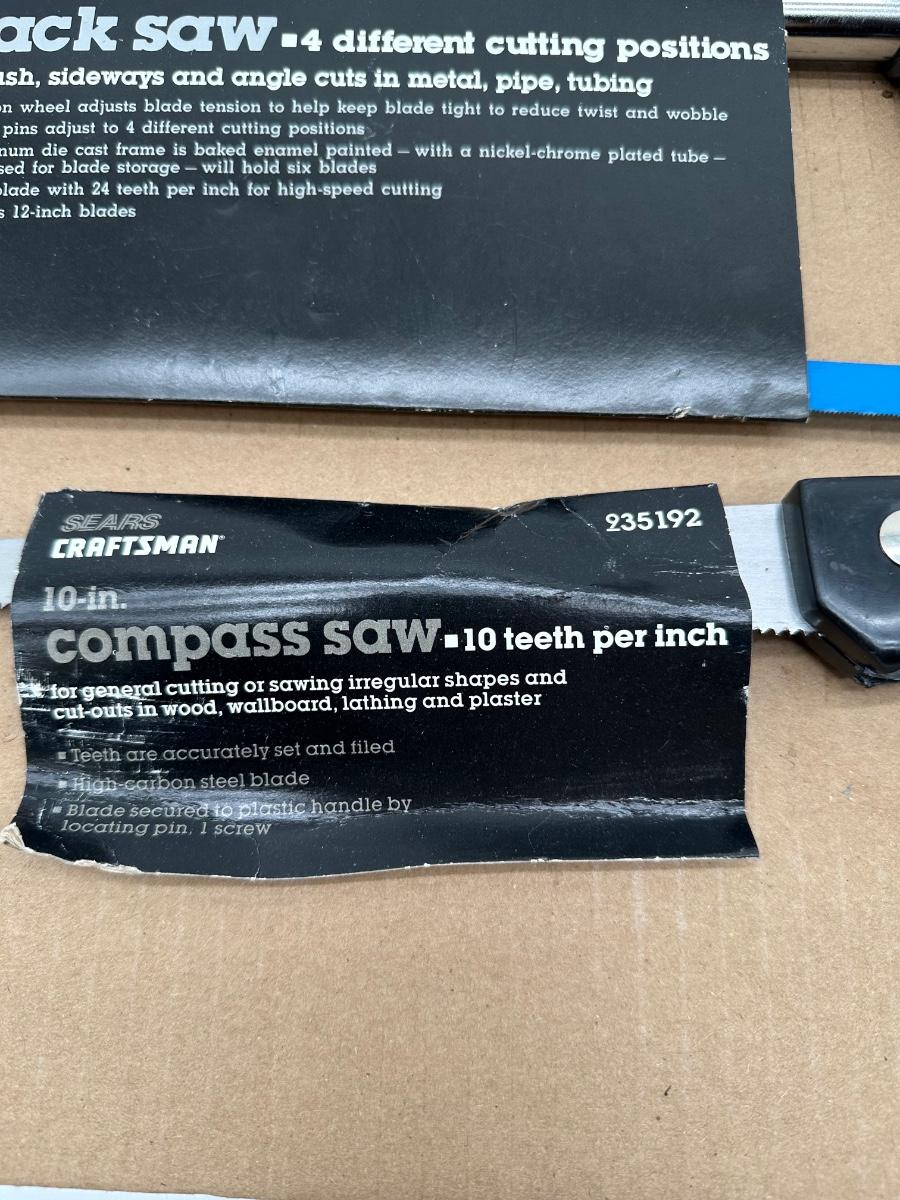 ack saw ▪ 4 different cutting positions
ush, sideways and angle cuts in metal, pipe, tubing
on wheel adjusts blade tension to help keep blade tight to reduce twist and wobble
pins adjust to 4 different cutting positions
num die cast frame is baked enamel painted – with a nickel-chrome plated tube –
sed for blade storage – will hold six blades
blade with 24 teeth per inch for high-speed cutting
s 12-inch blades
SEARS
235192
CRAFTSMAN®
10-in.
compass saw ▪ 10 teeth per inch
for general cutting or sawing irregular shapes and
cut-outs in wood, wallboard, lathing and plaster
▪ Teeth are accurately set and filed
▪ High-carbon steel blade
▪ Blade secured to plastic handle by
locating pin, 1 screw